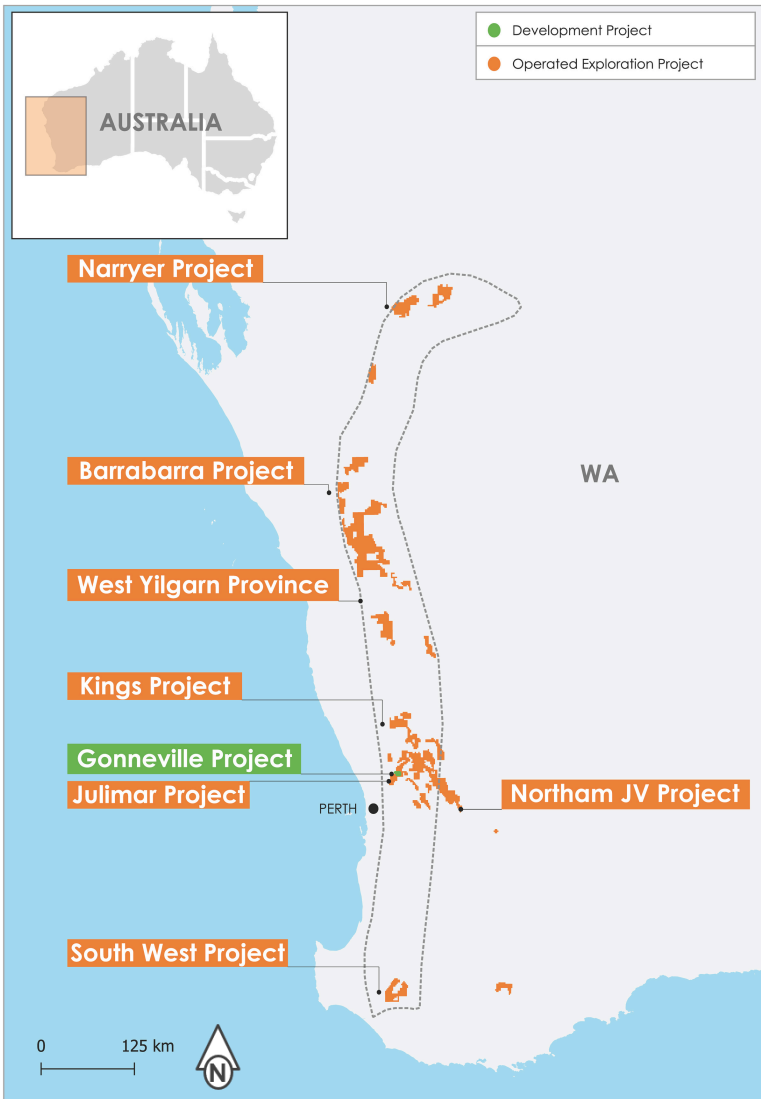 Development Project
Operated Exploration Project
AUSTRALIA
Narryer Project
Barrabarra Project
WA
West Yilgarn Province
Kings Project
Gonneville Project
Julimar Project
Northam JV Project
PERTH
South West Project
0 125 km
N